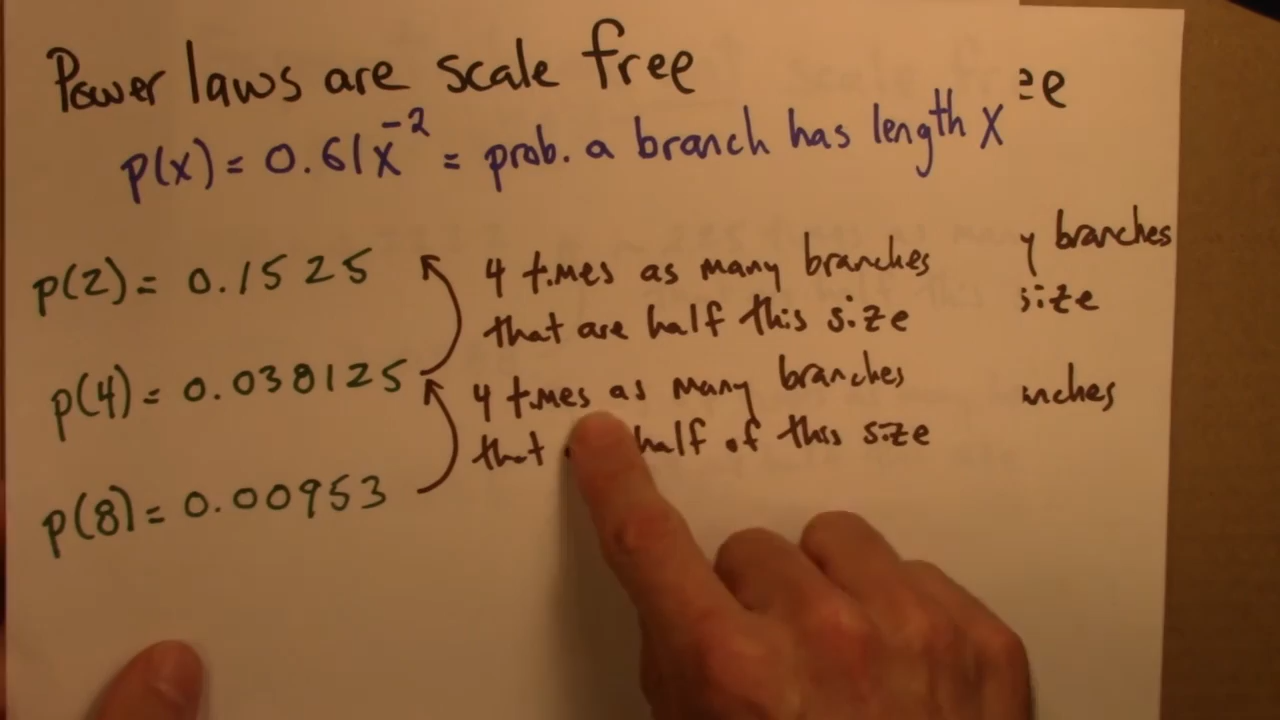 Power laws are scale free
p(x) = 0.61x⁻² = prob. a branch has length x
p(2) = 0.1525
4 times as many branches
that are half this size
p(4) = 0.038125
4 times as many branches
that half of this size
p(8) = 0.00953
branches
size